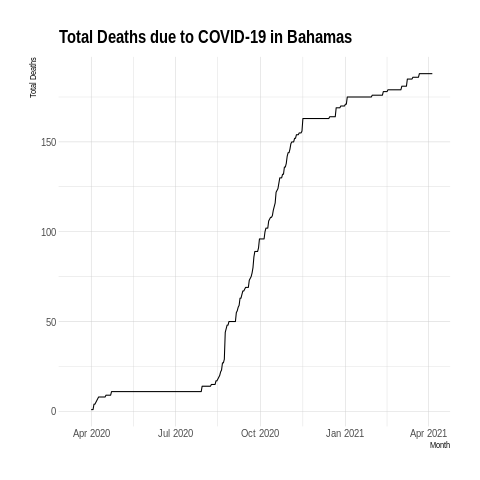 Total Deaths due to COVID-19 in Bahamas
Total Deaths
150
100
50
0
Apr 2020 Jul 2020 Oct 2020 Jan 2021 Apr 2021
Month